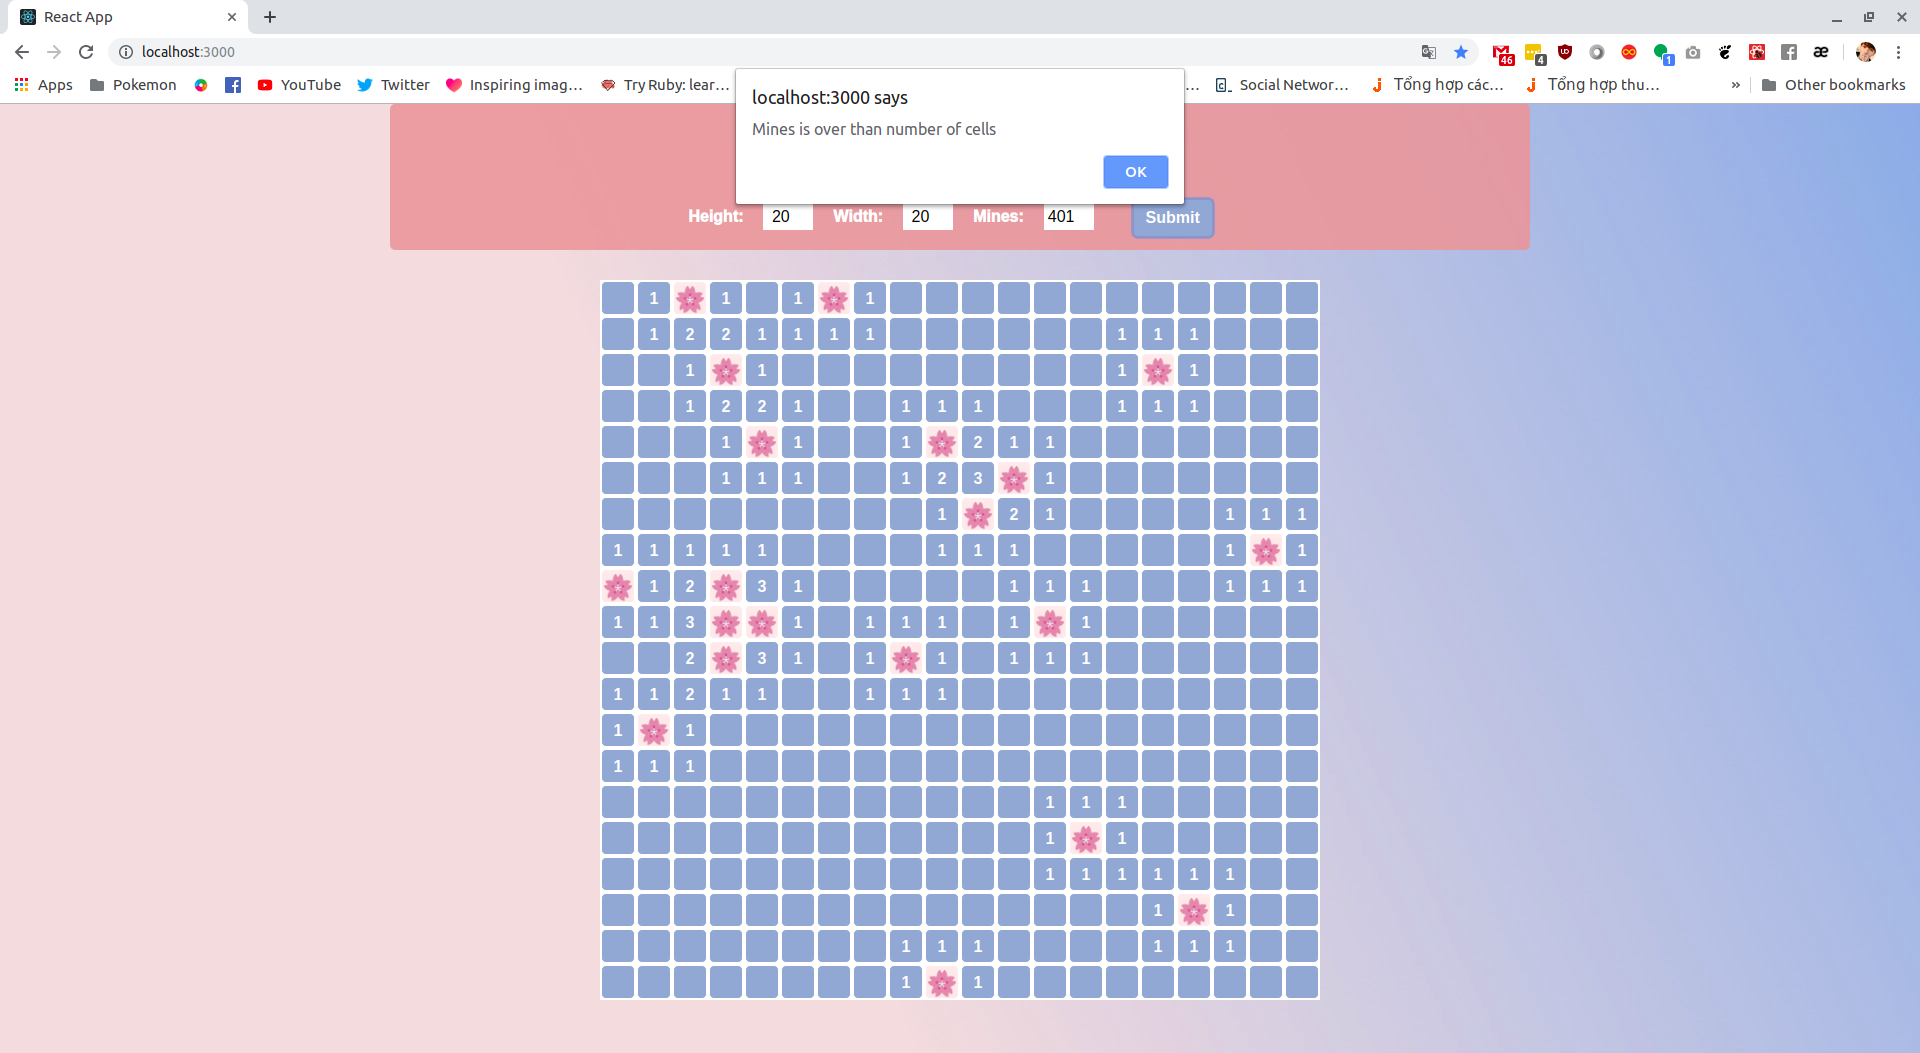 React App
localhost:3000
46
4
1
Apps
Pokemon
YouTube
Twitter
Inspiring imag…
Try Ruby: lear…
…
Social Networ…
Tổng hợp các…
Tổng hợp thu…
»
Other bookmarks
localhost:3000 says
Mines is over than number of cells
OK
Height: 20 Width: 20 Mines: 401 Submit
1 1 1 1
1 2 2 1 1 1 1 1 1 1
1 1 1 1
1 2 2 1 1 1 1 1 1 1
1 1 1 2 1 1
1 1 1 1 2 3 1
1 2 1 1 1 1
1 1 1 1 1 1 1 1 1 1
1 2 3 1 1 1 1 1 1 1
1 1 3 1 1 1 1 1 1
2 3 1 1 1 1 1 1
1 1 2 1 1 1 1 1
1 1
1 1 1
1 1 1
1 1
1 1 1 1 1 1
1 1
1 1 1 1 1 1
1 1